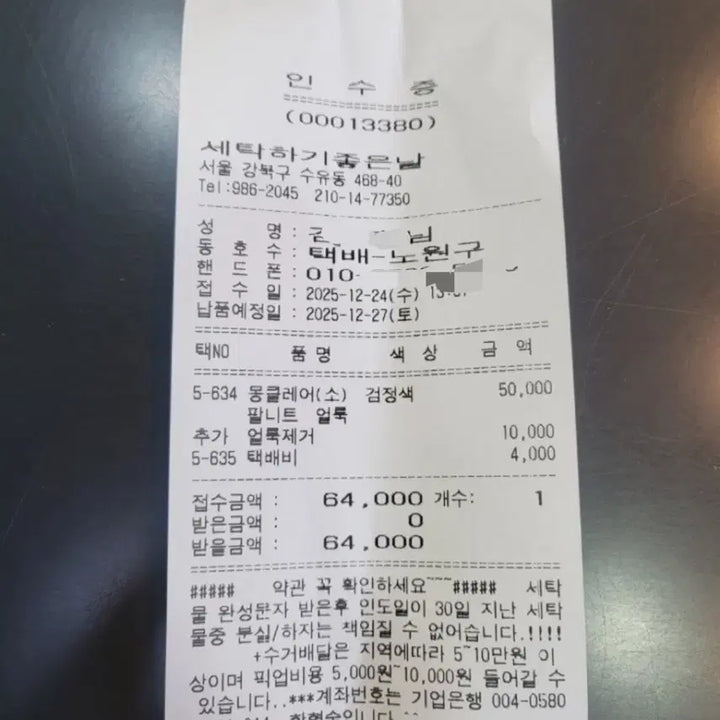 인 수 증
(00013380)
세탁하기좋은날
서울 강북구 수유동 468-40
Tel:986-2045 210-14-77350
성 명 : 님
동 호 수 : 택배-노원구
핸 드 폰 : 010-
접 수 일 : 2025-12-24(수)
납품예정일 : 2025-12-27(토)
택NO 품명 색상 금액
5-634 몽클레어(소) 검정색 50,000
팔니트 얼룩
추가 얼룩제거 10,000
5-635 택배비 4,000
접수금액 : 64,000 개수: 1
받은금액 : 0
받을금액 : 64,000
##### 약관 꼭 확인하세요~~~##### 세탁
물 완성문자 받은후 인도일이 30일 지난 세탁
물중 분실/하자는 책임질 수 없어습니다.!!!!
+수거배달은 지역에따라 5~10만원 이
상이며 픽업비용 5,000원~10,000원 들어갈 수
있습니다..***계좌번호는 기업은행 004-0580